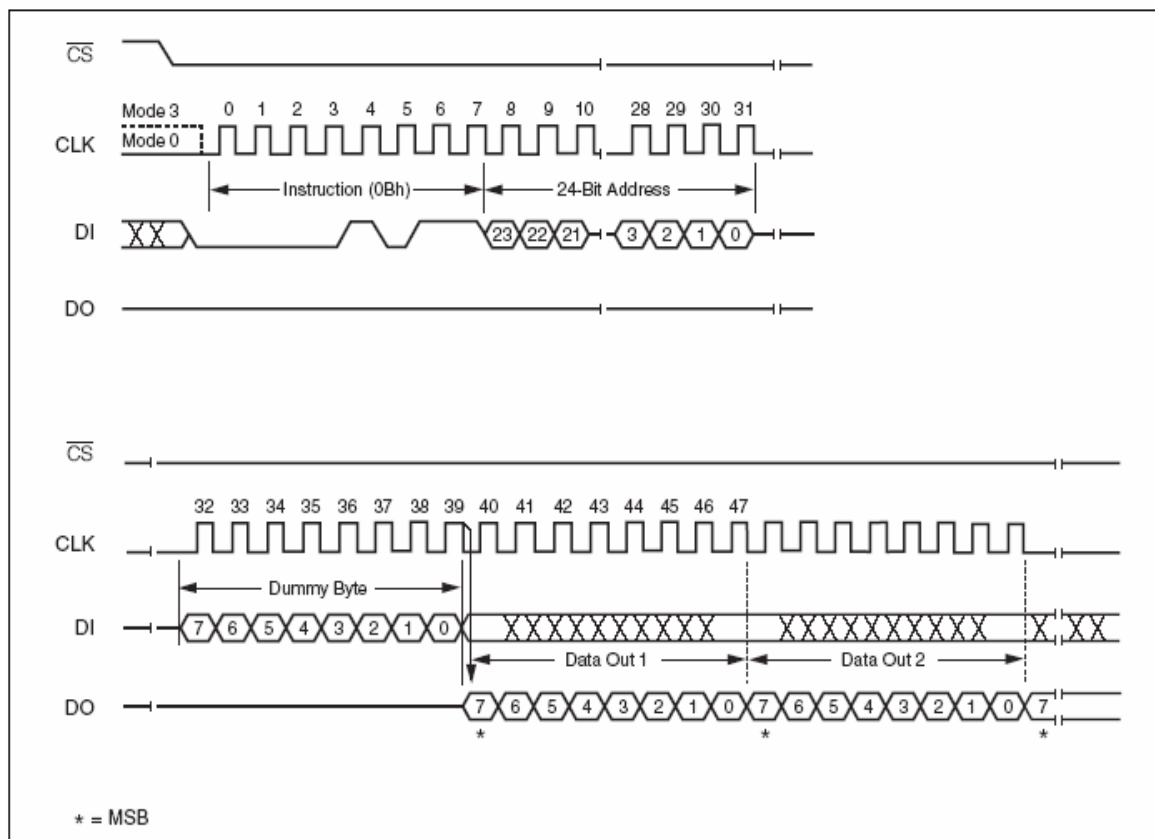 CS
Mode 3
0 1 2 3 4 5 6 7 8 9 10 28 29 30 31
CLK
Mode 0
Instruction (0Bh) 24-Bit Address
DI 23 22 21 3 2 1 0
DO
CS
32 33 34 35 36 37 38 39 40 41 42 43 44 45 46 47
CLK
Dummy Byte
DI 7 6 5 4 3 2 1 0
Data Out 1 Data Out 2
DO 7 6 5 4 3 2 1 0 7 6 5 4 3 2 1 0 7
* * *
* = MSB